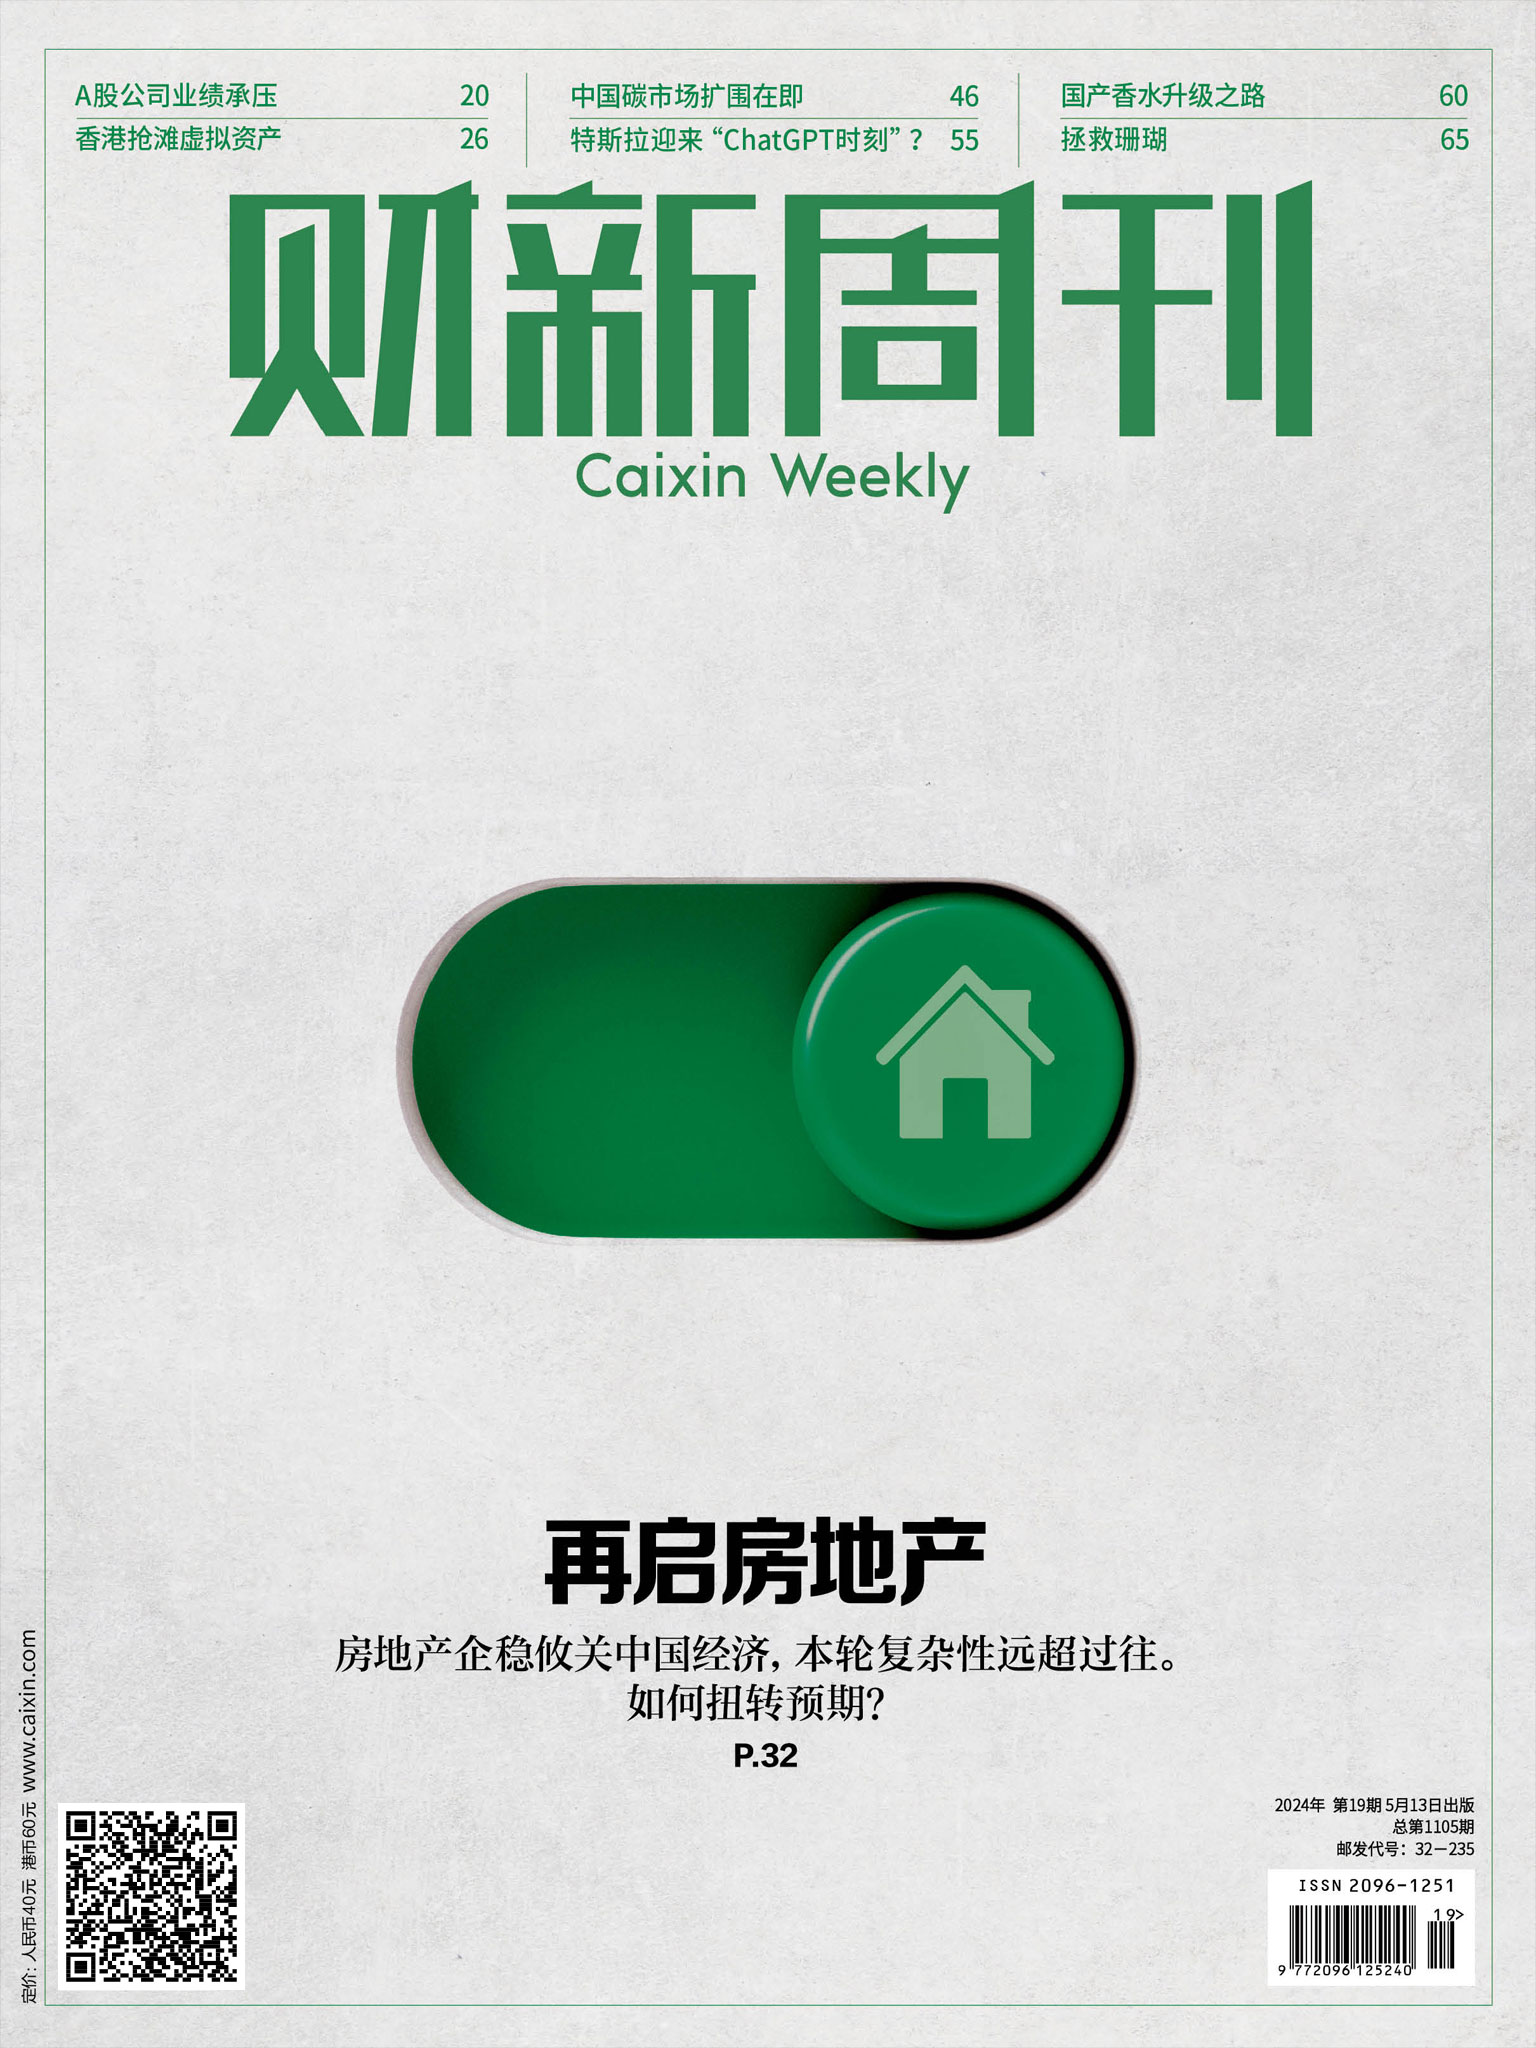 A股公司业绩承压 20
香港抢滩虚拟资产 26
中国碳市场扩围在即 46
特斯拉迎来“ChatGPT时刻”？ 55
国产香水升级之路 60
拯救珊瑚 65
财新周刊
Caixin Weekly
再启房地产
房地产企稳攸关中国经济，本轮复杂性远超过往。
如何扭转预期？
P.32
定价：人民币40元 港币60元 www.caixin.com
2024年 第19期 5月13日出版
总第1105期
邮发代号：32－235
ISSN 2096-1251
19>
9 772096 125240